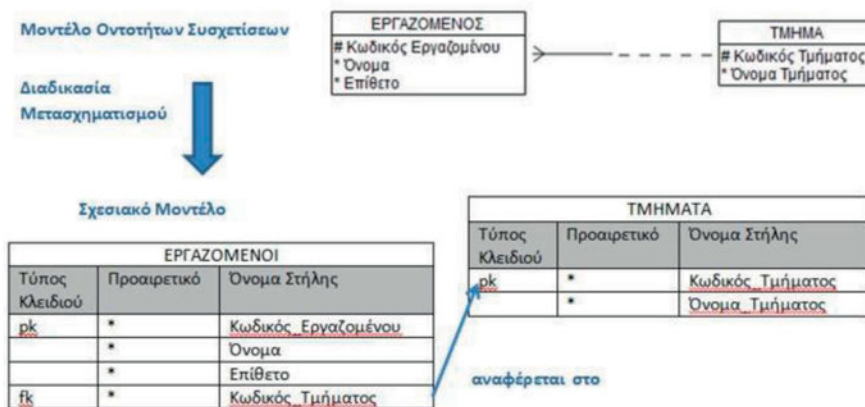 Μοντέλο Οντοτήτων Συσχετίσεων
ΕΡΓΑΖΟΜΕΝΟΣ
# Κωδικός Εργαζομένου
* Όνομα
* Επίθετο
ΤΜΗΜΑ
# Κωδικός Τμήματος
* Όνομα Τμήματος
Διαδικασία
Μετασχηματισμού
Σχεσιακό Μοντέλο
ΕΡΓΑΖΟΜΕΝΟΙ
Τύπος Κλειδιού Προαιρετικό Όνομα Στήλης
pk * Κωδικός_Εργαζομένου
* Όνομα
* Επίθετο
fk * Κωδικός_Τμήματος
ΤΜΗΜΑΤΑ
Τύπος Κλειδιού Προαιρετικό Όνομα Στήλης
pk * Κωδικός_Τμήματος
* Όνομα_Τμήματος
αναφέρεται στο